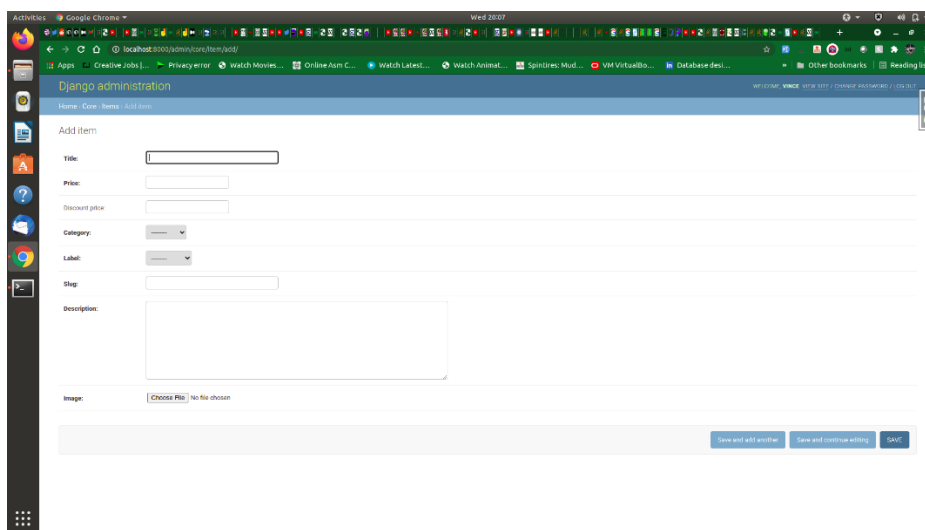 Activities Google Chrome Wed 20:07
localhost:8000/admin/core/item/add/
Apps Creative Jobs |... Privacy error Watch Movies... Online Asm C... Watch Latest... Watch Animat... Spintires: Mud... VM VirtualBo... Database desi... » Other bookmarks Reading lis
Django administration WELCOME, VINCE. VIEW SITE / CHANGE PASSWORD / LOG OUT
Home › Core › Items › Add item
Add item
Title:
Price:
Discount price:
Category: --------
Label: --------
Slug:
Description:
Image: Choose File No file chosen
Save and add another Save and continue editing SAVE